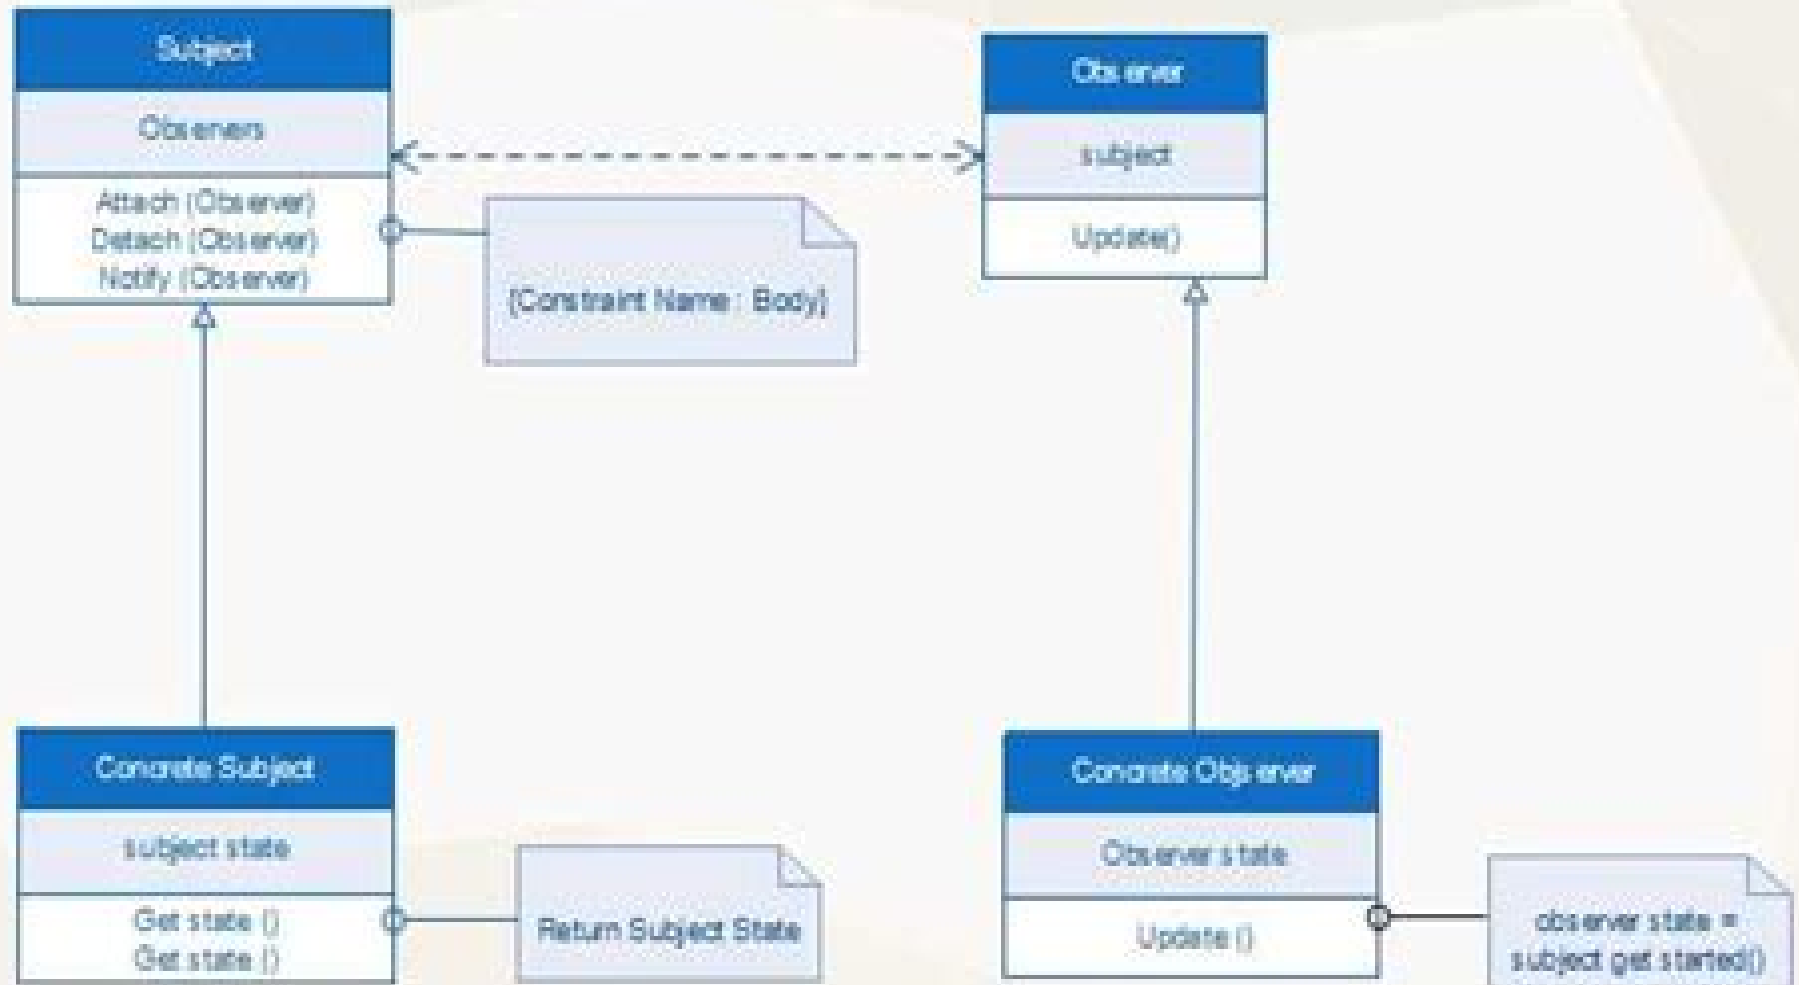 Subject
Observers
Attach (Observer)
Detach (Observer)
Notify (Observer)
{Constraint Name : Body}
Observer
subject
Update()
Concrete Subject
subject state
Get state ()
Get state ()
Return Subject State
Concrete Observer
Observer state
Update ()
observer state =
subject get started()